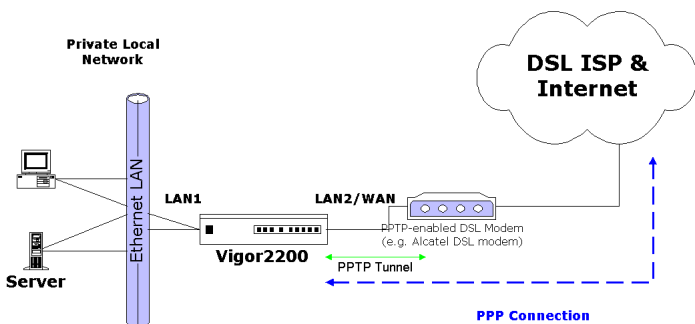 Private Local
Network
DSL ISP &
Internet
Ethernet LAN
LAN1
LAN2/WAN
PPTP-enabled DSL Modem
(e.g. Alcatel DSL modem)
Server
Vigor2200
PPTP Tunnel
PPP Connection